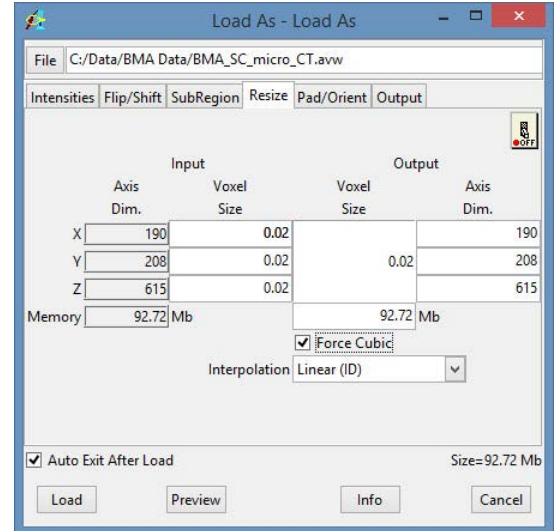 Load As - Load As
File C:/Data/BMA Data/BMA_SC_micro_CT.avw
Intensities Flip/Shift SubRegion Resize Pad/Orient Output
OFF
Input Output
Axis Voxel Voxel Axis
Dim. Size Size Dim.
X 190 0.02 190
Y 208 0.02 0.02 208
Z 615 0.02 615
Memory 92.72 Mb 92.72 Mb
Force Cubic
Interpolation Linear (ID)
Auto Exit After Load Size=92.72 Mb
Load Preview Info Cancel